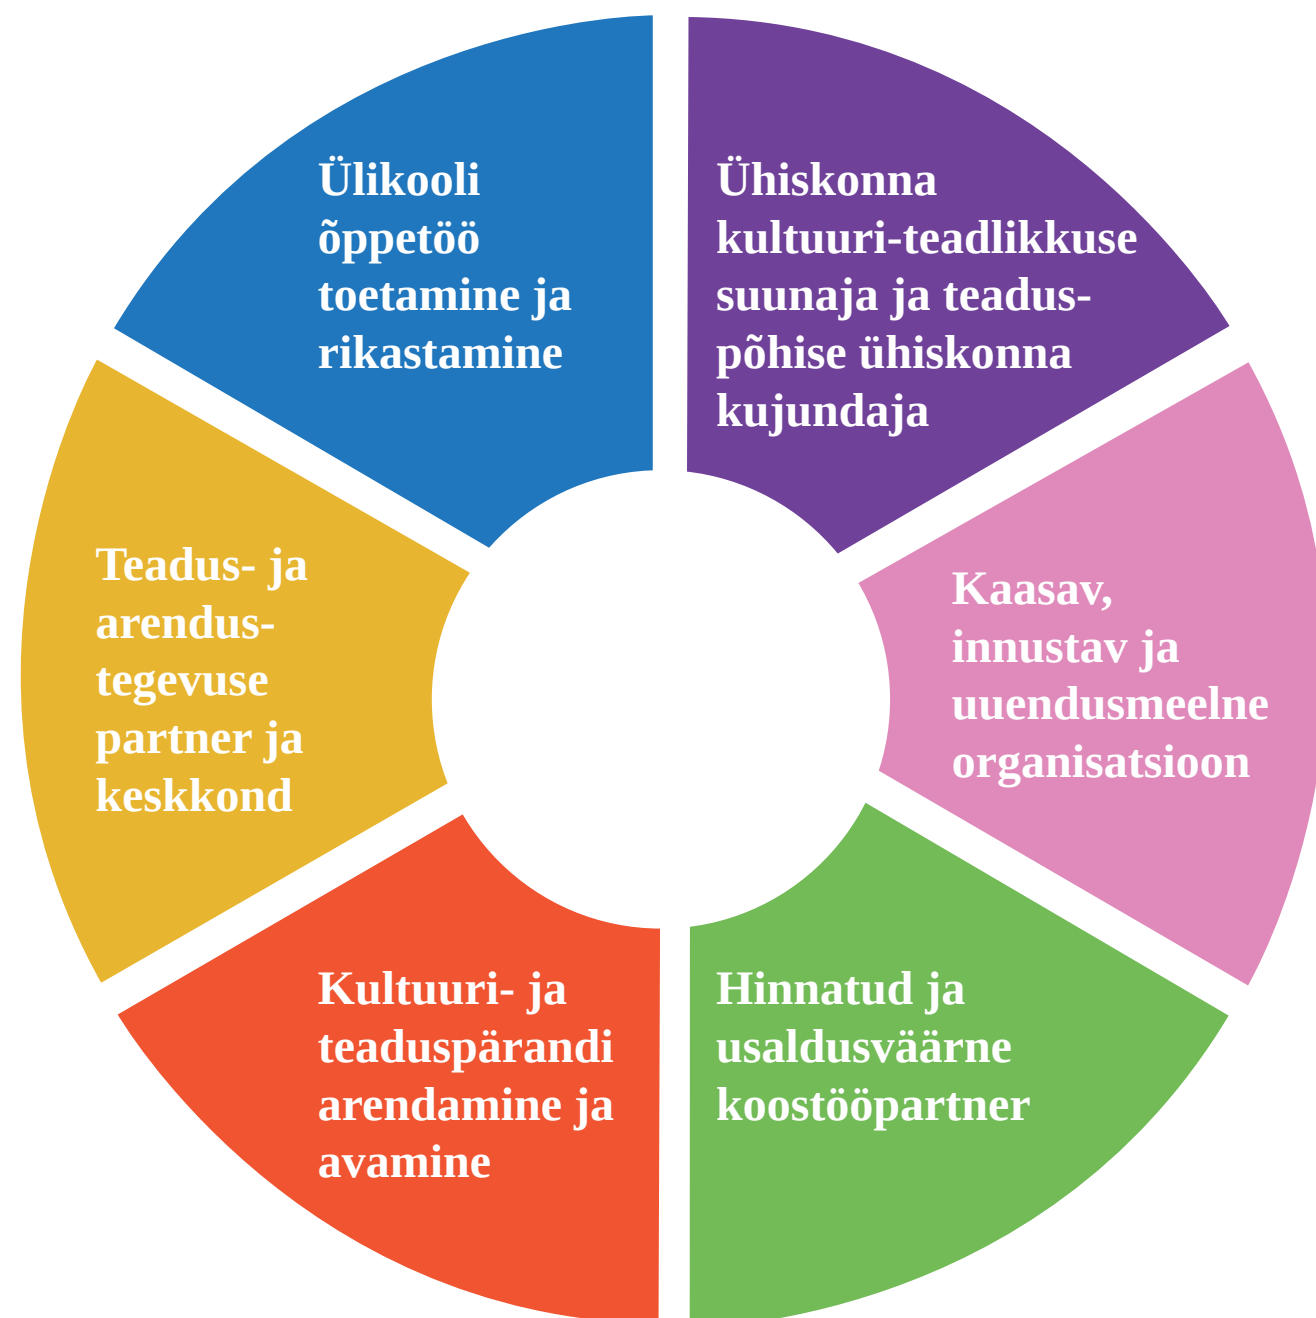 Ülikooli
õppetöö
toetamine ja
rikastamine
Ühiskonna
kultuuri-teadlikkuse
suunaja ja teadus-
põhise ühiskonna
kujundaja
Kaasav,
innustav ja
uuendusmeelne
organisatsioon
Hinnatud ja
usaldusväärne
koostööpartner
Kultuuri- ja
teaduspärandi
arendamine ja
avamine
Teadus- ja
arendus-
tegevuse
partner ja
keskkond